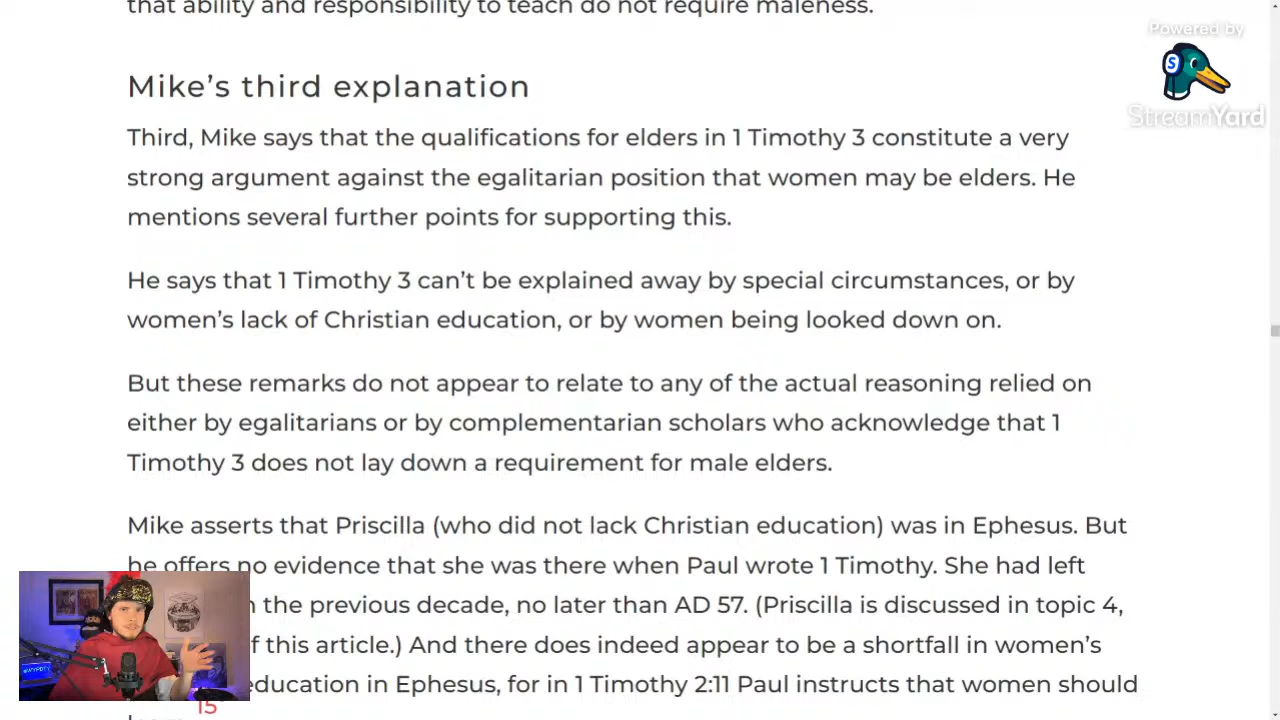 that ability and responsibility to teach do not require maleness.
Powered by
S
StreamYard
Mike’s third explanation
Third, Mike says that the qualifications for elders in 1 Timothy 3 constitute a very
strong argument against the egalitarian position that women may be elders. He
mentions several further points for supporting this.
He says that 1 Timothy 3 can’t be explained away by special circumstances, or by
women’s lack of Christian education, or by women being looked down on.
But these remarks do not appear to relate to any of the actual reasoning relied on
either by egalitarians or by complementarian scholars who acknowledge that 1
Timothy 3 does not lay down a requirement for male elders.
Mike asserts that Priscilla (who did not lack Christian education) was in Ephesus. But
he offers no evidence that she was there when Paul wrote 1 Timothy. She had left
the previous decade, no later than AD 57. (Priscilla is discussed in topic 4,
of this article.) And there does indeed appear to be a shortfall in women’s
education in Ephesus, for in 1 Timothy 2:11 Paul instructs that women should
15